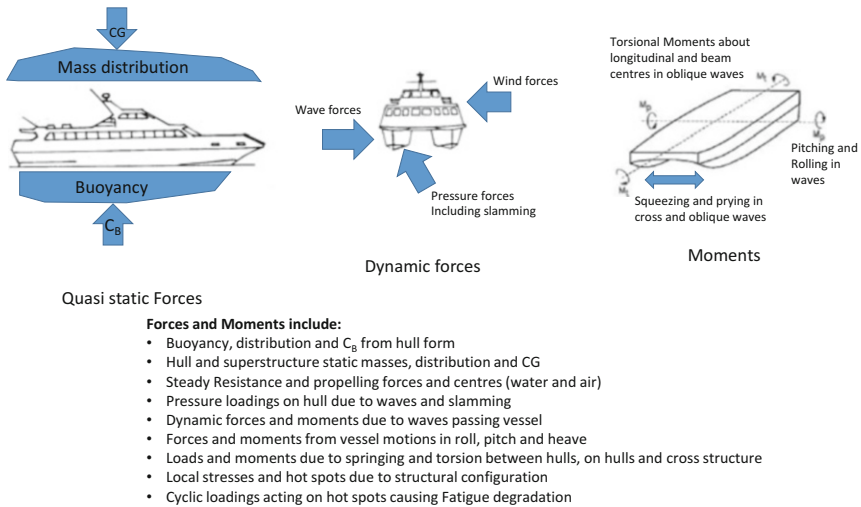 CG
Mass distribution
Buoyancy
C_B
Quasi static Forces
Wind forces
Wave forces
Pressure forces
Including slamming
Dynamic forces
Torsional Moments about
longitudinal and beam
centres in oblique waves
M_t
M_p
M_p
Pitching and
Rolling in
waves
M_t
Squeezing and prying in
cross and oblique waves
Moments
Forces and Moments include:
• Buoyancy, distribution and C_B from hull form
• Hull and superstructure static masses, distribution and CG
• Steady Resistance and propelling forces and centres (water and air)
• Pressure loadings on hull due to waves and slamming
• Dynamic forces and moments due to waves passing vessel
• Forces and moments from vessel motions in roll, pitch and heave
• Loads and moments due to springing and torsion between hulls, on hulls and cross structure
• Local stresses and hot spots due to structural configuration
• Cyclic loadings acting on hot spots causing Fatigue degradation